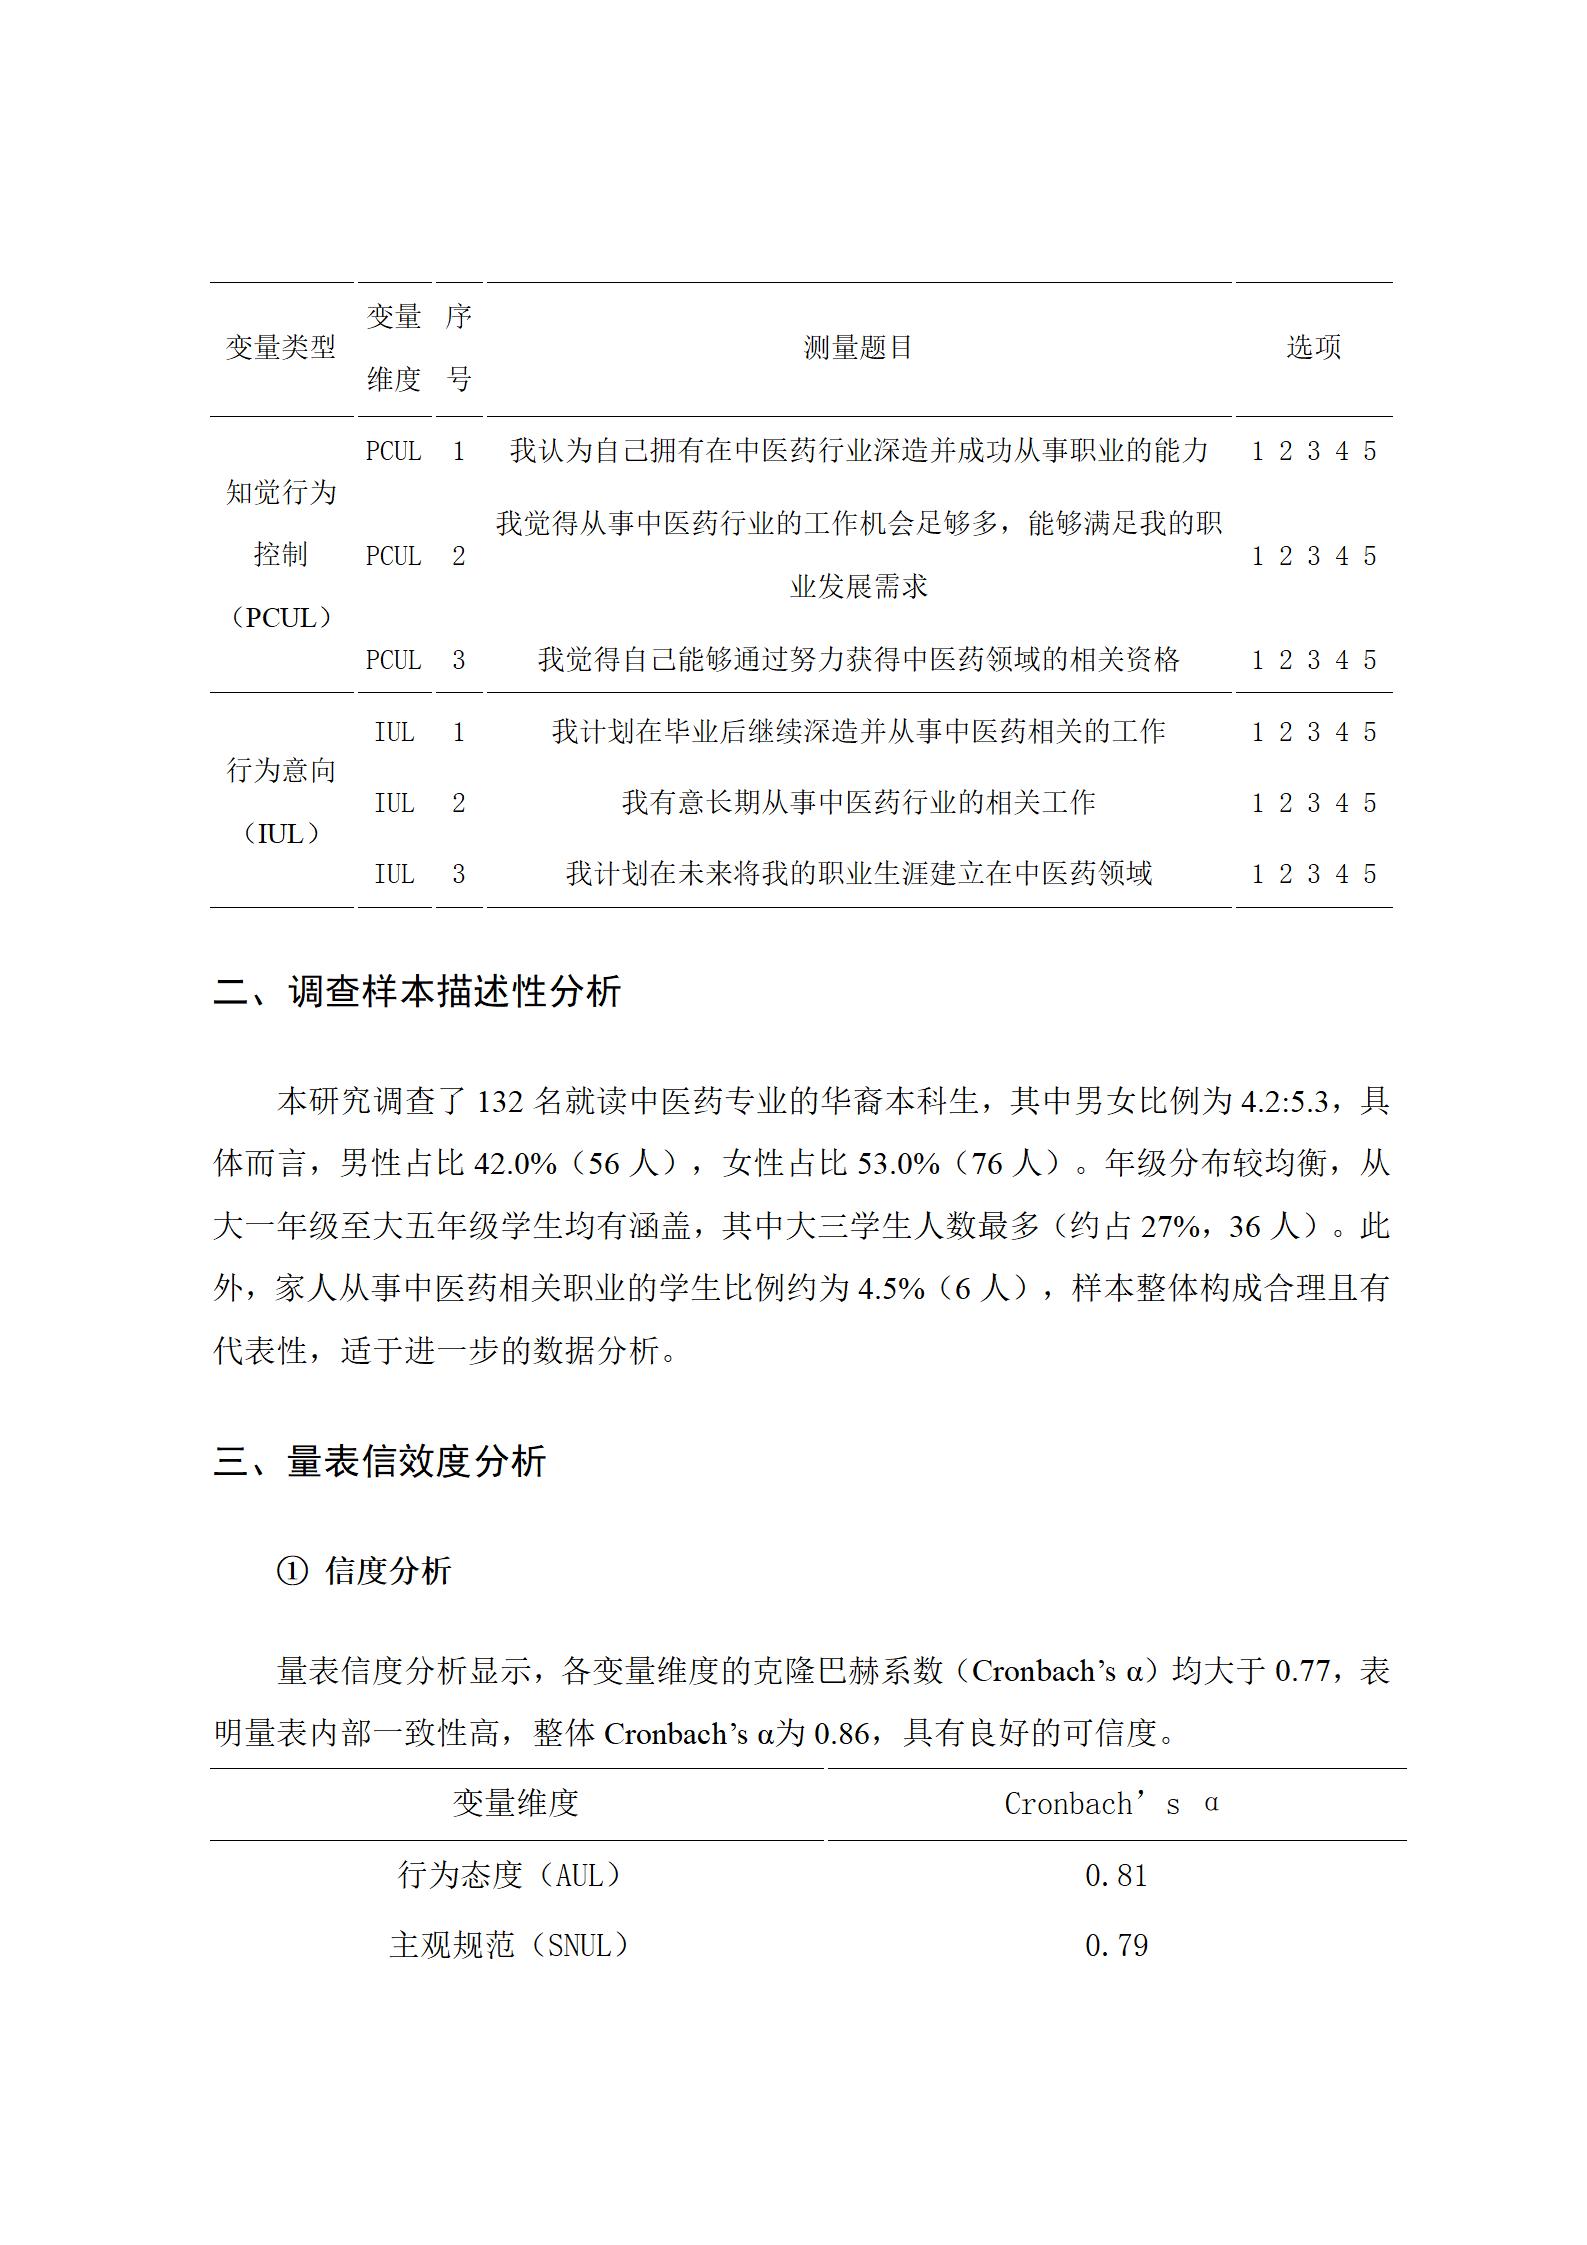 变量类型 变量维度 序号 测量题目 选项
知觉行为控制（PCUL） PCUL 1 我认为自己拥有在中医药行业深造并成功从事职业的能力 1 2 3 4 5
PCUL 2 我觉得从事中医药行业的工作机会足够多，能够满足我的职业发展需求 1 2 3 4 5
PCUL 3 我觉得自己能够通过努力获得中医药领域的相关资格 1 2 3 4 5
行为意向（IUL） IUL 1 我计划在毕业后继续深造并从事中医药相关的工作 1 2 3 4 5
IUL 2 我有意长期从事中医药行业的相关工作 1 2 3 4 5
IUL 3 我计划在未来将我的职业生涯建立在中医药领域 1 2 3 4 5
二、调查样本描述性分析
本研究调查了 132 名就读中医药专业的华裔本科生，其中男女比例为 4.2:5.3，具
体而言，男性占比 42.0%（56 人），女性占比 53.0%（76 人）。年级分布较均衡，从
大一年级至大五年级学生均有涵盖，其中大三学生人数最多（约占 27%，36 人）。此
外，家人从事中医药相关职业的学生比例约为 4.5%（6 人），样本整体构成合理且有
代表性，适于进一步的数据分析。
三、量表信效度分析
① 信度分析
量表信度分析显示，各变量维度的克隆巴赫系数（Cronbach’s α）均大于 0.77，表
明量表内部一致性高，整体 Cronbach’s α为 0.86，具有良好的可信度。
变量维度 Cronbach’s α
行为态度（AUL） 0.81
主观规范（SNUL） 0.79